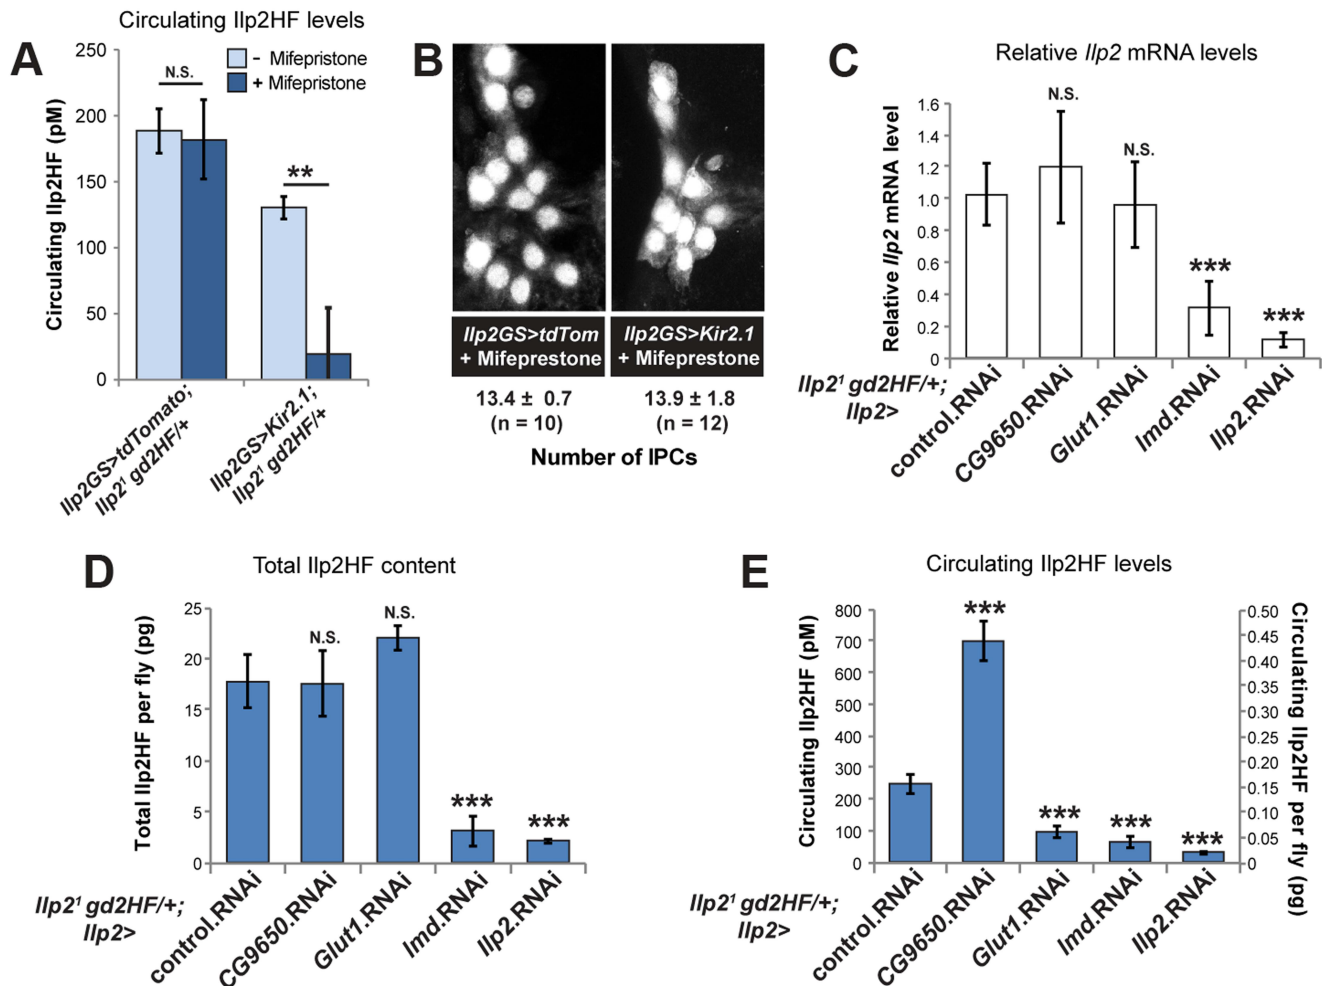 A
Circulating Ilp2HF levels
Circulating Ilp2HF (pM)
250
200
150
100
50
0
- Mifepristone
+ Mifepristone
N.S.
**
Ilp2GS>tdTomato;
Ilp2¹ gd2HF/+
Ilp2GS>Kir2.1;
Ilp2¹ gd2HF/+
B
Ilp2GS>tdTom
+ Mifeprestone
Ilp2GS>Kir2.1
+ Mifeprestone
13.4 ± 0.7
(n = 10)
13.9 ± 1.8
(n = 12)
Number of IPCs
C
Relative Ilp2 mRNA levels
Relative Ilp2 mRNA level
1.6
1.4
1.2
1.0
0.8
0.6
0.4
0.2
0
N.S.
N.S.
***
***
Ilp2¹ gd2HF/+;
Ilp2>
control.RNAi
CG9650.RNAi
Glut1.RNAi
Imd.RNAi
Ilp2.RNAi
D
Total Ilp2HF content
Total Ilp2HF per fly (pg)
25
20
15
10
5
0
N.S.
N.S.
***
***
Ilp2¹ gd2HF/+;
Ilp2>
control.RNAi
CG9650.RNAi
Glut1.RNAi
Imd.RNAi
Ilp2.RNAi
E
Circulating Ilp2HF levels
Circulating Ilp2HF (pM)
800
700
600
500
400
300
200
100
0
***
***
***
***
0.50
0.45
0.40
0.35
0.30
0.25
0.20
0.15
0.10
0.05
0
Circulating Ilp2HF per fly (pg)
Ilp2¹ gd2HF/+;
Ilp2>
control.RNAi
CG9650.RNAi
Glut1.RNAi
Imd.RNAi
Ilp2.RNAi